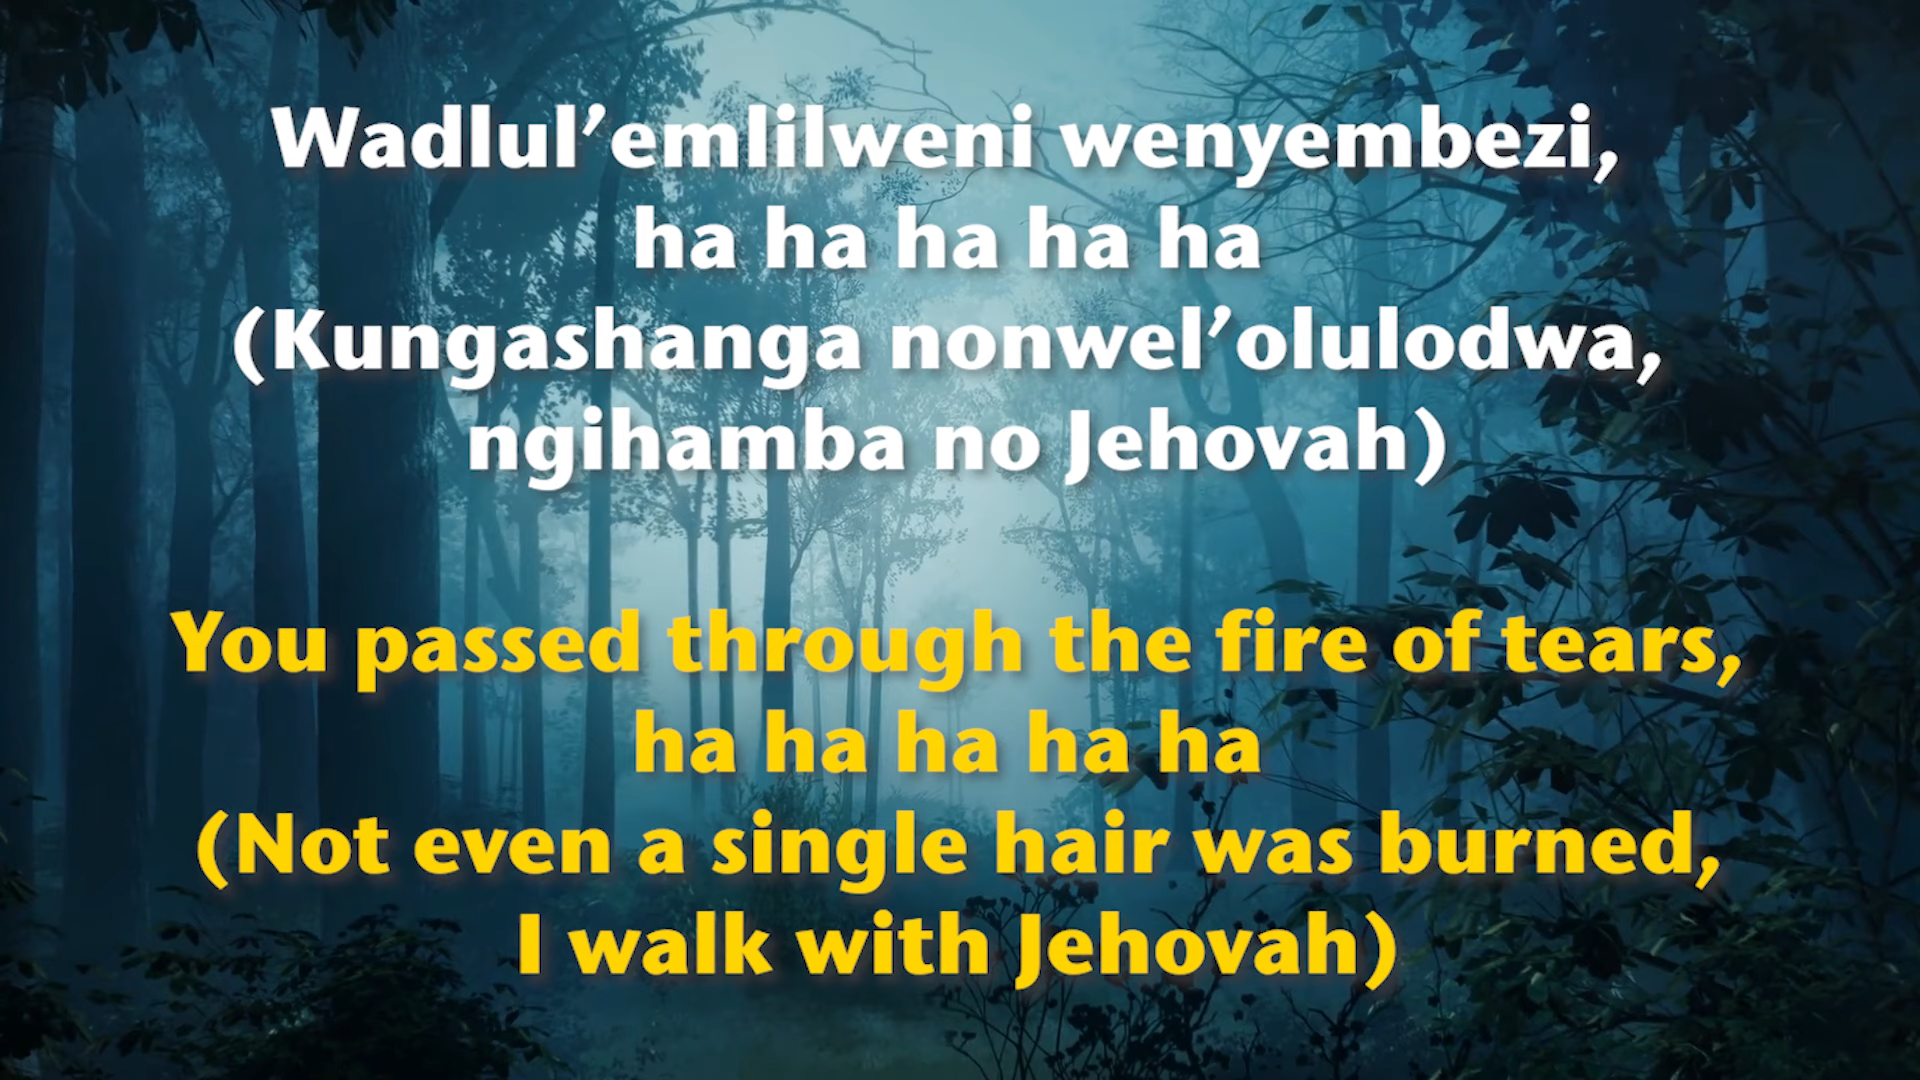 Wadlul’emlilweni wenyembezi,
ha ha ha ha ha
(Kungashanga nonwel’olulodwa,
ngihamba no Jehovah)
You passed through the fire of tears,
ha ha ha ha ha
(Not even a single hair was burned,
I walk with Jehovah)